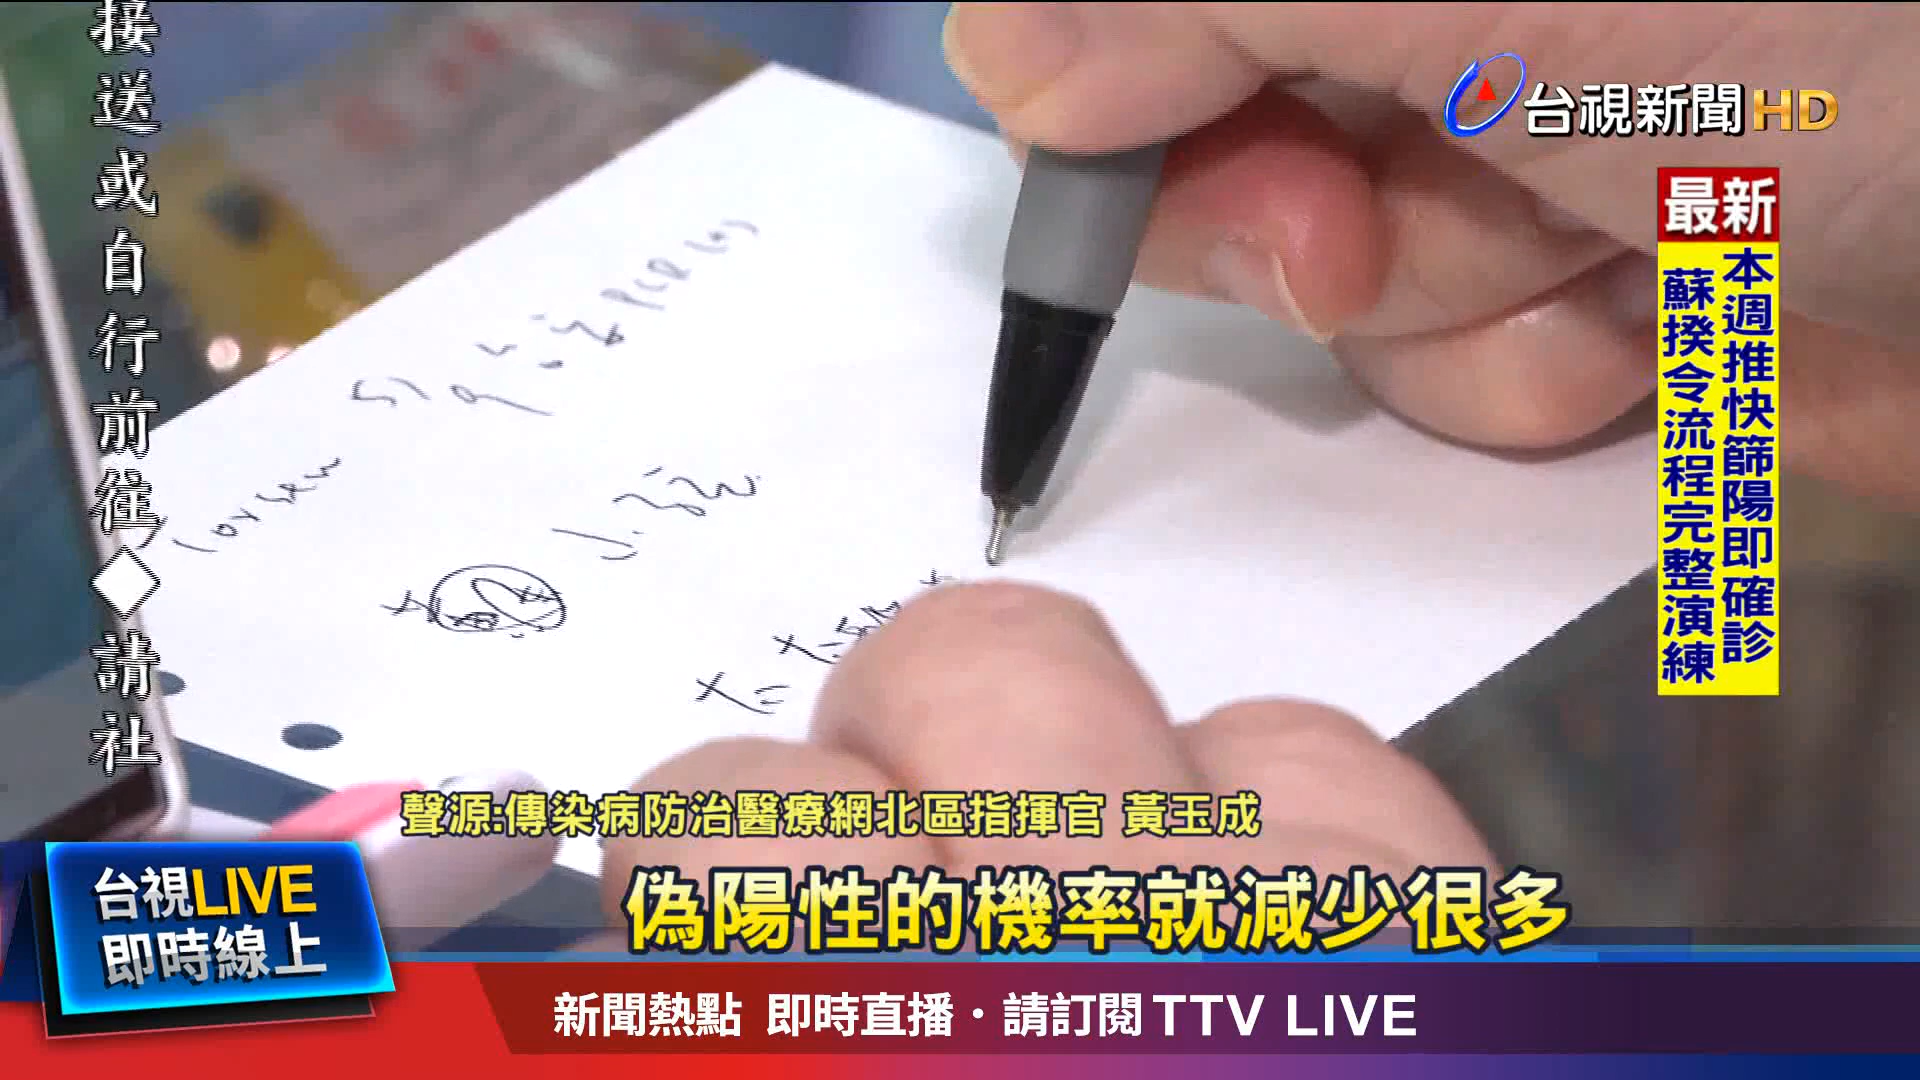 接送或自行前往◆請社
台視新聞HD
最新
本週推快篩陽即確診
蘇揆令流程完整演練
聲源:傳染病防治醫療網北區指揮官 黃玉成
偽陽性的機率就減少很多
台視LIVE
即時線上
新聞熱點 即時直播・請訂閱TTV LIVE